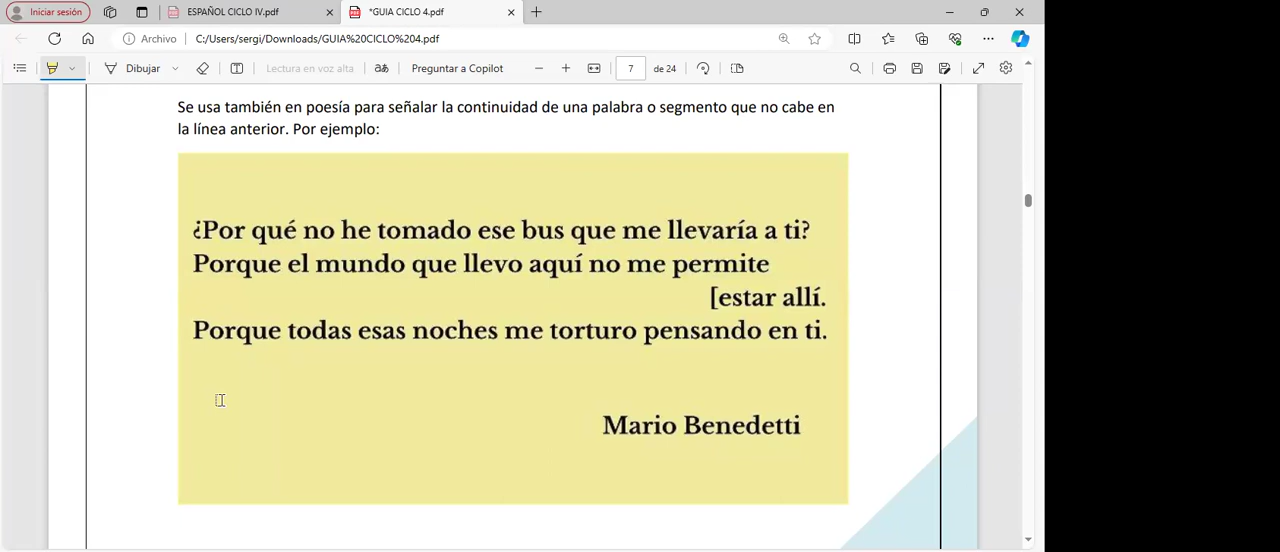 Iniciar sesión
ESPAÑOL CICLO IV.pdf
*GUIA CICLO 4.pdf
Archivo
C:/Users/sergi/Downloads/GUIA%20CICLO%204.pdf
Dibujar
Lectura en voz alta
aあ
Preguntar a Copilot
7
de 24
Se usa también en poesía para señalar la continuidad de una palabra o segmento que no cabe en
la línea anterior. Por ejemplo:
¿Por qué no he tomado ese bus que me llevaría a ti?
Porque el mundo que llevo aquí no me permite
[estar allí.
Porque todas esas noches me torturo pensando en ti.
Mario Benedetti